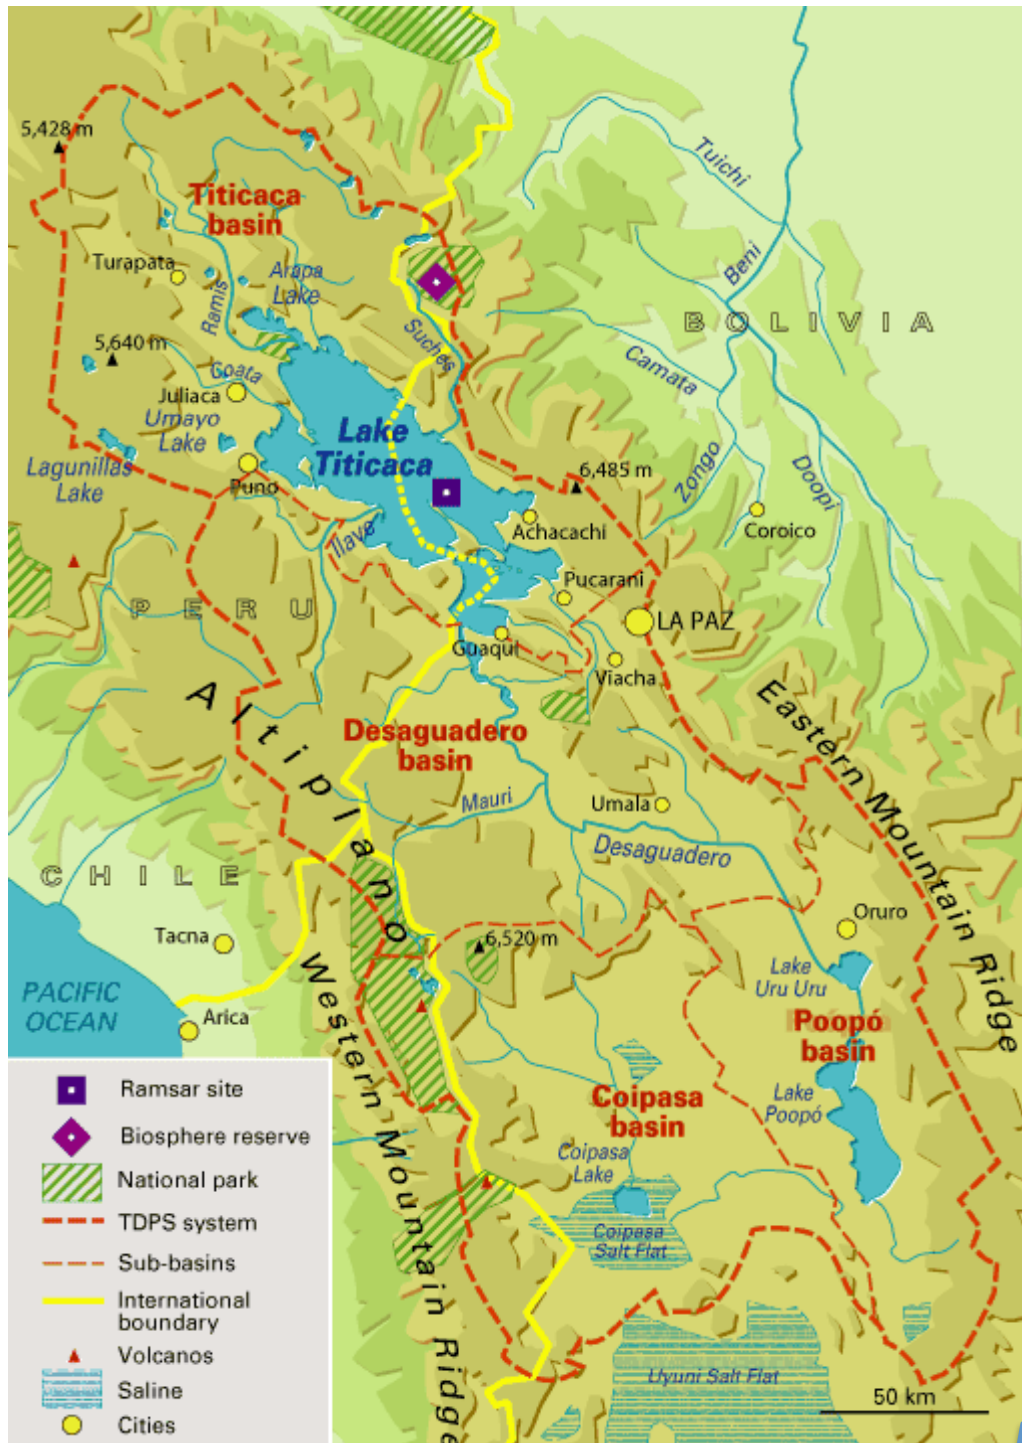 5,428 m
Tuichi
Titicaca
basin
Beni
Turapata
Arapa
Lake
Ramis
Suches
BOLIVIA
5,640 m
Coata
Camata
Juliaca
Umayo
Lake
Lake
Titicaca
Lagunillas
Lake
Puno
6,485 m
Zongo
Doopi
Ilave
Achacachi
Coroico
Pucarani
PERU
LA PAZ
Guaqui
Viacha
Altiplano
Eastern Mountain Ridge
Desaguadero
basin
Mauri
Umala
Desaguadero
CHILE
Oruro
Tacna
6,520 m
Western Mountain Ridge
Lake
Uru Uru
PACIFIC
OCEAN
Arica
Poopó
basin
Coipasa
basin
Lake
Poopó
Coipasa
Lake
Coipasa
Salt Flat
Uyuni Salt Flat
50 km
Ramsar site
Biosphere reserve
National park
TDPS system
Sub-basins
International
boundary
Volcanos
Saline
Cities